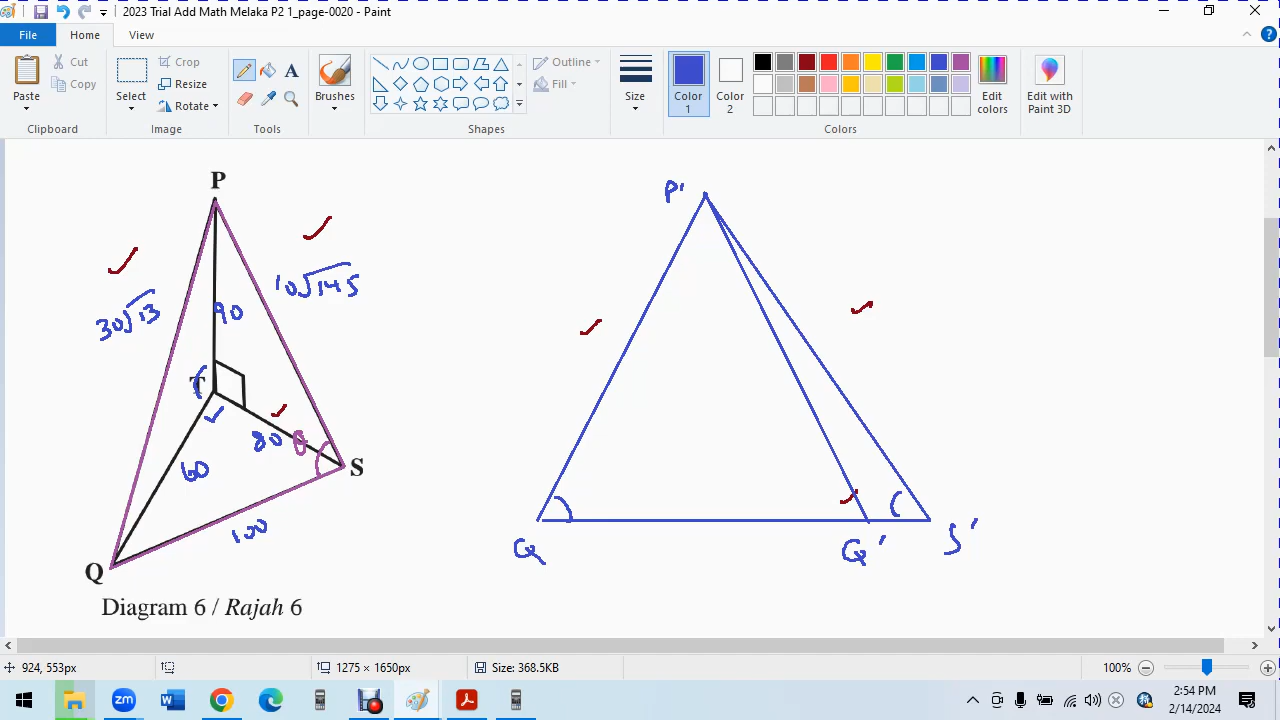 2023 Trial Add Math Melaka P2 1_page-0020 - Paint
File Home View
Paste Cut Copy Select Crop Resize Rotate A Brushes Outline Fill Size Color 1 Color 2 Edit colors Edit with Paint 3D
Clipboard Image Tools Shapes Colors
P
30√13
90
10√145
T
80
θ
S
60
100
Q
Diagram 6 / Rajah 6
P'
Q
Q'
S'
924, 553px
1275 × 1650px
Size: 368.5KB
100%
zm
W
2:54 PM
2/14/2024